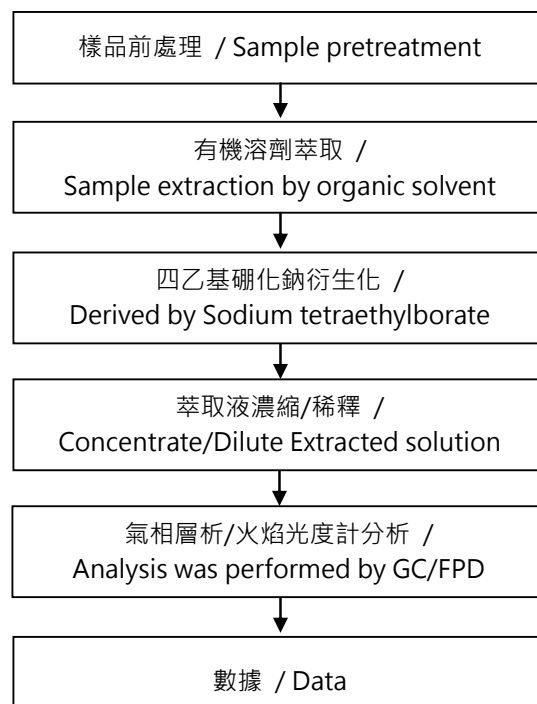 樣品前處理 / Sample pretreatment
有機溶劑萃取 /
Sample extraction by organic solvent
四乙基硼化鈉衍生化 /
Derived by Sodium tetraethylborate
萃取液濃縮/稀釋 /
Concentrate/Dilute Extracted solution
氣相層析/火焰光度計分析 /
Analysis was performed by GC/FPD
數據 / Data